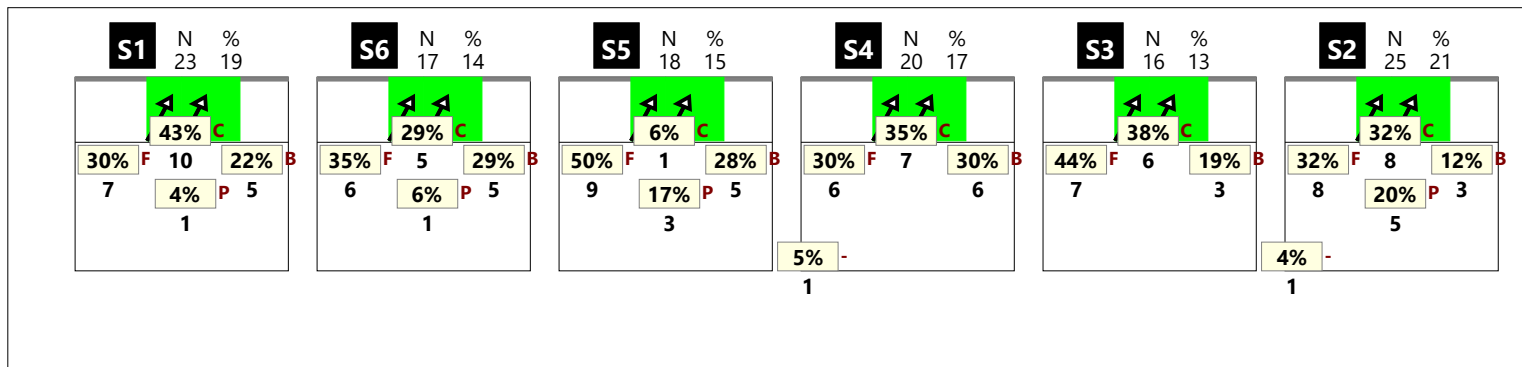 S1 N % S6 N % S5 N % S4 N % S3 N % S2 N %
23 19 17 14 18 15 20 17 16 13 25 21
43% C 29% C 6% C 35% C 38% C 32% C
30% F 10 22% B 35% F 5 29% B 50% F 1 28% B 30% F 7 30% B 44% F 6 19% B 32% F 8 12% B
7 4% P 5 6 6% P 5 9 17% P 5 6 6 7 3 8 20% P 3
1 1 3 5
5% - 4% -
1 1